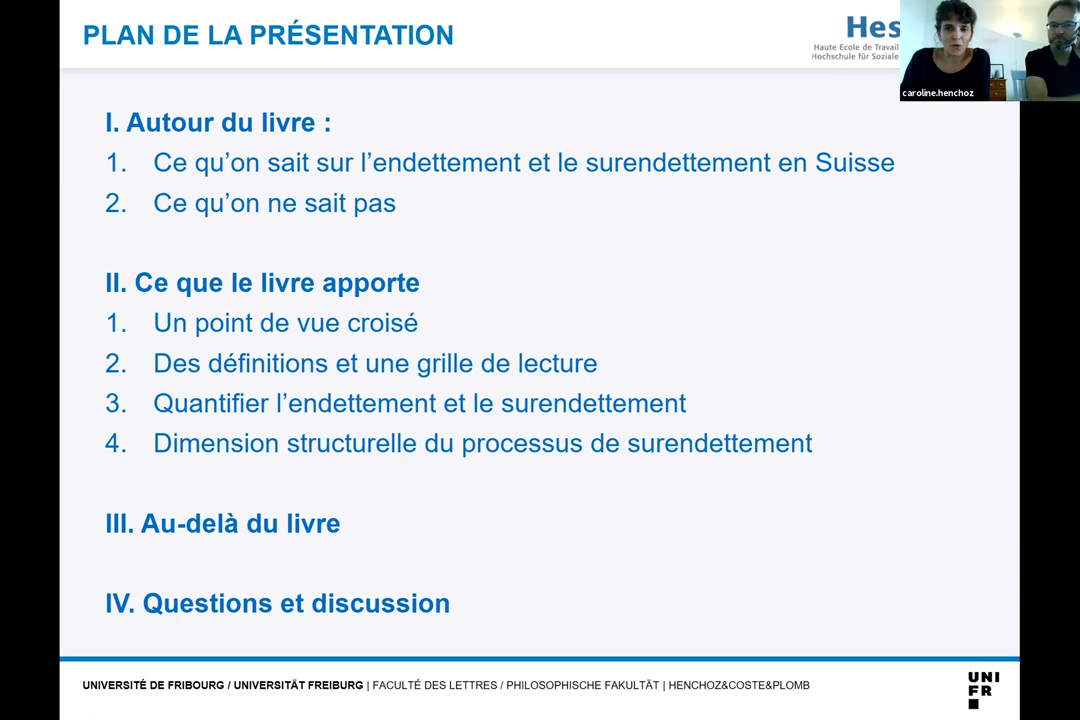 PLAN DE LA PRÉSENTATION
Hes
Haute Ecole de Travail
Hochschule für Soziale
caroline.henchoz
I. Autour du livre :
1. Ce qu’on sait sur l’endettement et le surendettement en Suisse
2. Ce qu’on ne sait pas
II. Ce que le livre apporte
1. Un point de vue croisé
2. Des définitions et une grille de lecture
3. Quantifier l’endettement et le surendettement
4. Dimension structurelle du processus de surendettement
III. Au-delà du livre
IV. Questions et discussion
UNIVERSITÉ DE FRIBOURG / UNIVERSITÄT FREIBURG | FACULTÉ DES LETTRES / PHILOSOPHISCHE FAKULTÄT | HENCHOZ&COSTE&PLOMB
UNI
FR